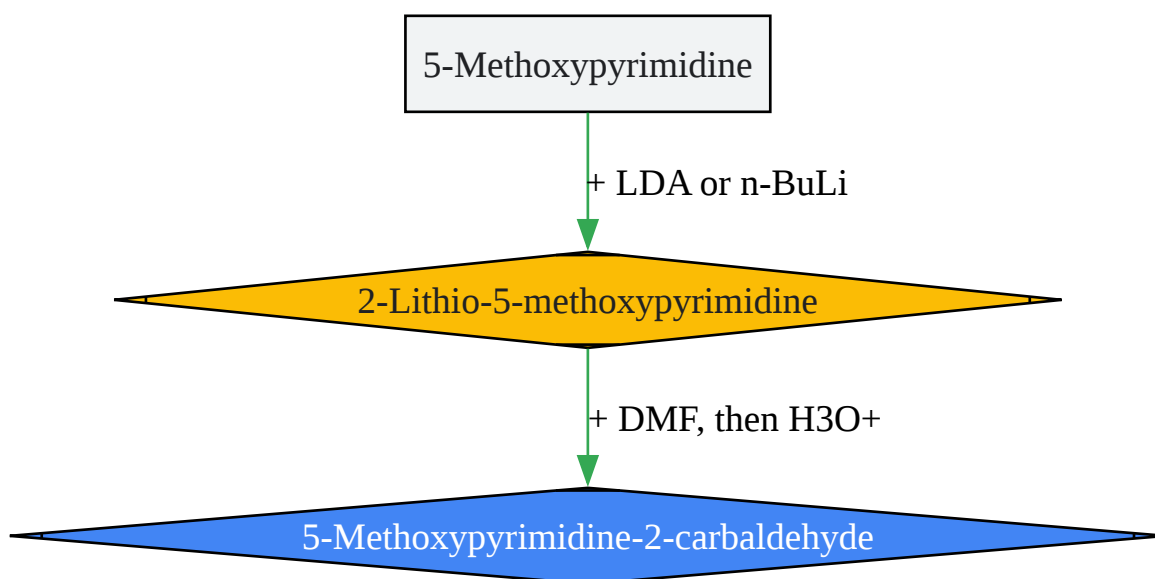 5-Methoxypyrimidine
+ LDA or n-BuLi
2-Lithio-5-methoxypyrimidine
+ DMF, then H3O+
5-Methoxypyrimidine-2-carbaldehyde